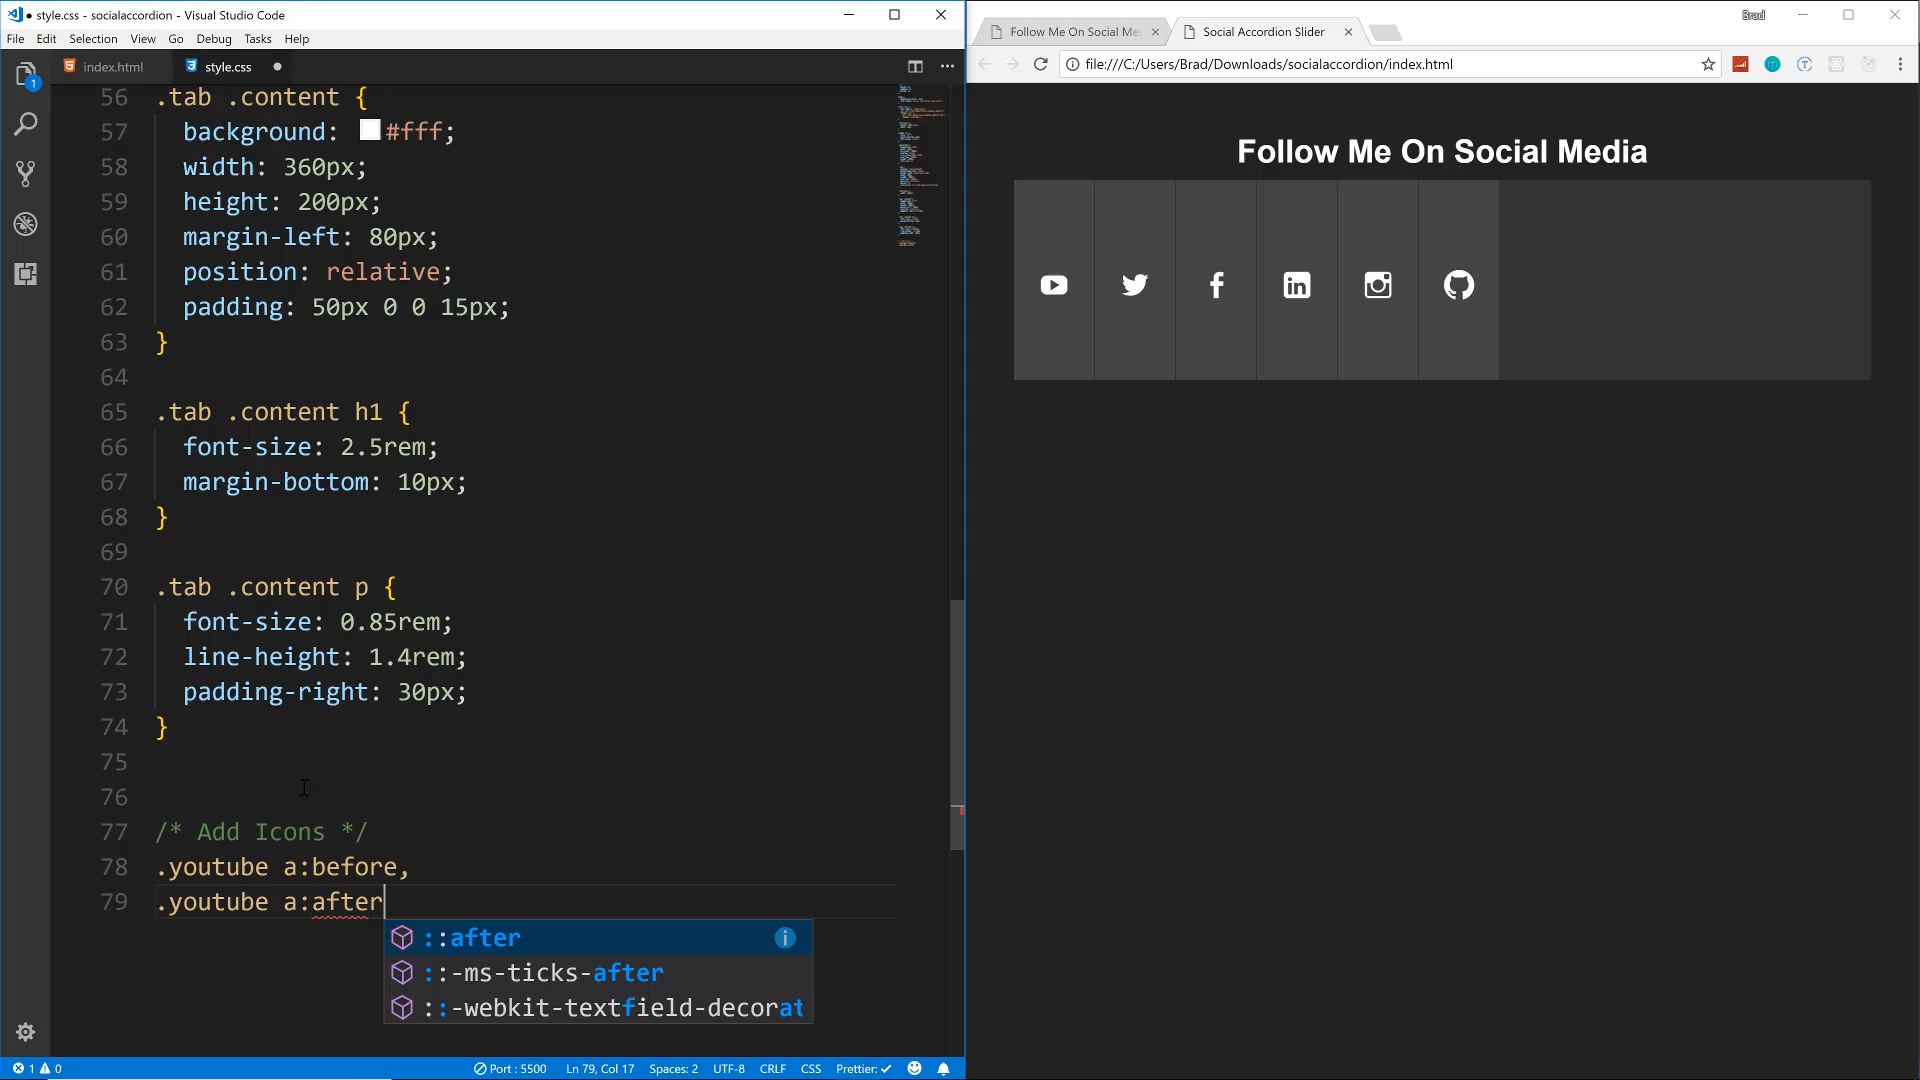 style.css - socialaccordion - Visual Studio Code
File Edit Selection View Go Debug Tasks Help
1
index.html style.css
56 .tab .content {
57 background: #fff;
58 width: 360px;
59 height: 200px;
60 margin-left: 80px;
61 position: relative;
62 padding: 50px 0 0 15px;
63 }
64
65 .tab .content h1 {
66 font-size: 2.5rem;
67 margin-bottom: 10px;
68 }
69
70 .tab .content p {
71 font-size: 0.85rem;
72 line-height: 1.4rem;
73 padding-right: 30px;
74 }
75
76
77 /* Add Icons */
78 .youtube a:before,
79 .youtube a:after
::after
::-ms-ticks-after
::-webkit-textfield-decorat
1 0 Port : 5500 Ln 79, Col 17 Spaces: 2 UTF-8 CRLF CSS Prettier: ✓
Follow Me On Social Me Social Accordion Slider Brad
file:///C:/Users/Brad/Downloads/socialaccordion/index.html
Follow Me On Social Media